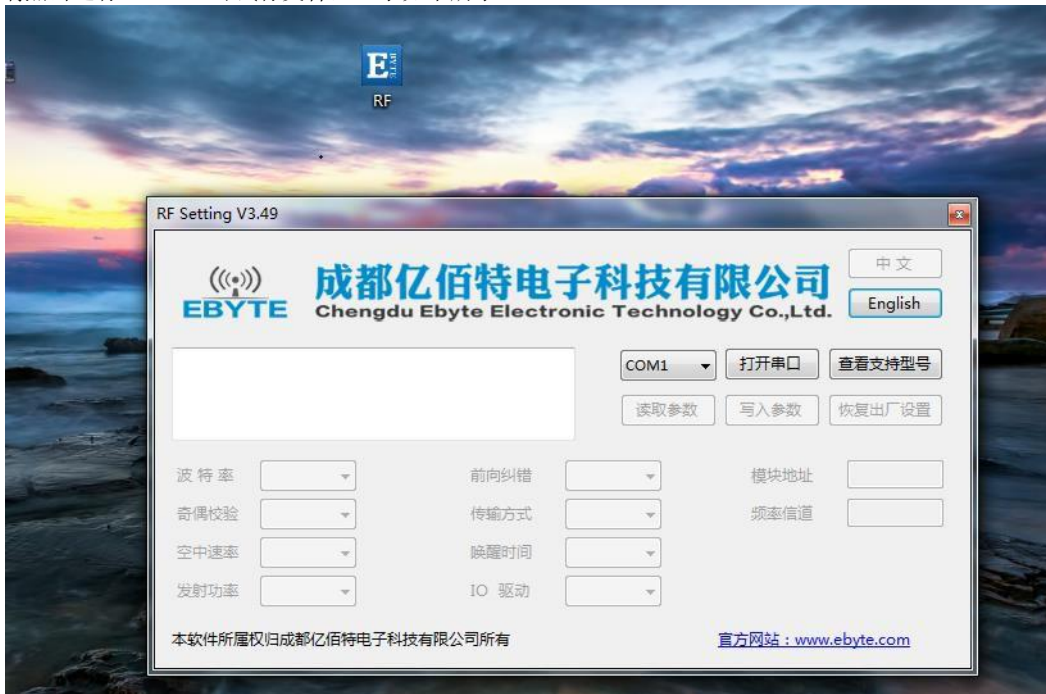 E
RF
RF Setting V3.49
成都亿佰特电子科技有限公司
中文
EBYTE
Chengdu Ebyte Electronic Technology Co.,Ltd.
English
COM1
打开串口
查看支持型号
读取参数
写入参数
恢复出厂设置
波特率
前向纠错
模块地址
奇偶校验
传输方式
频率信道
空中速率
唤醒时间
发射功率
IO 驱动
本软件所属权归成都亿佰特电子科技有限公司所有
官方网站：www.ebyte.com